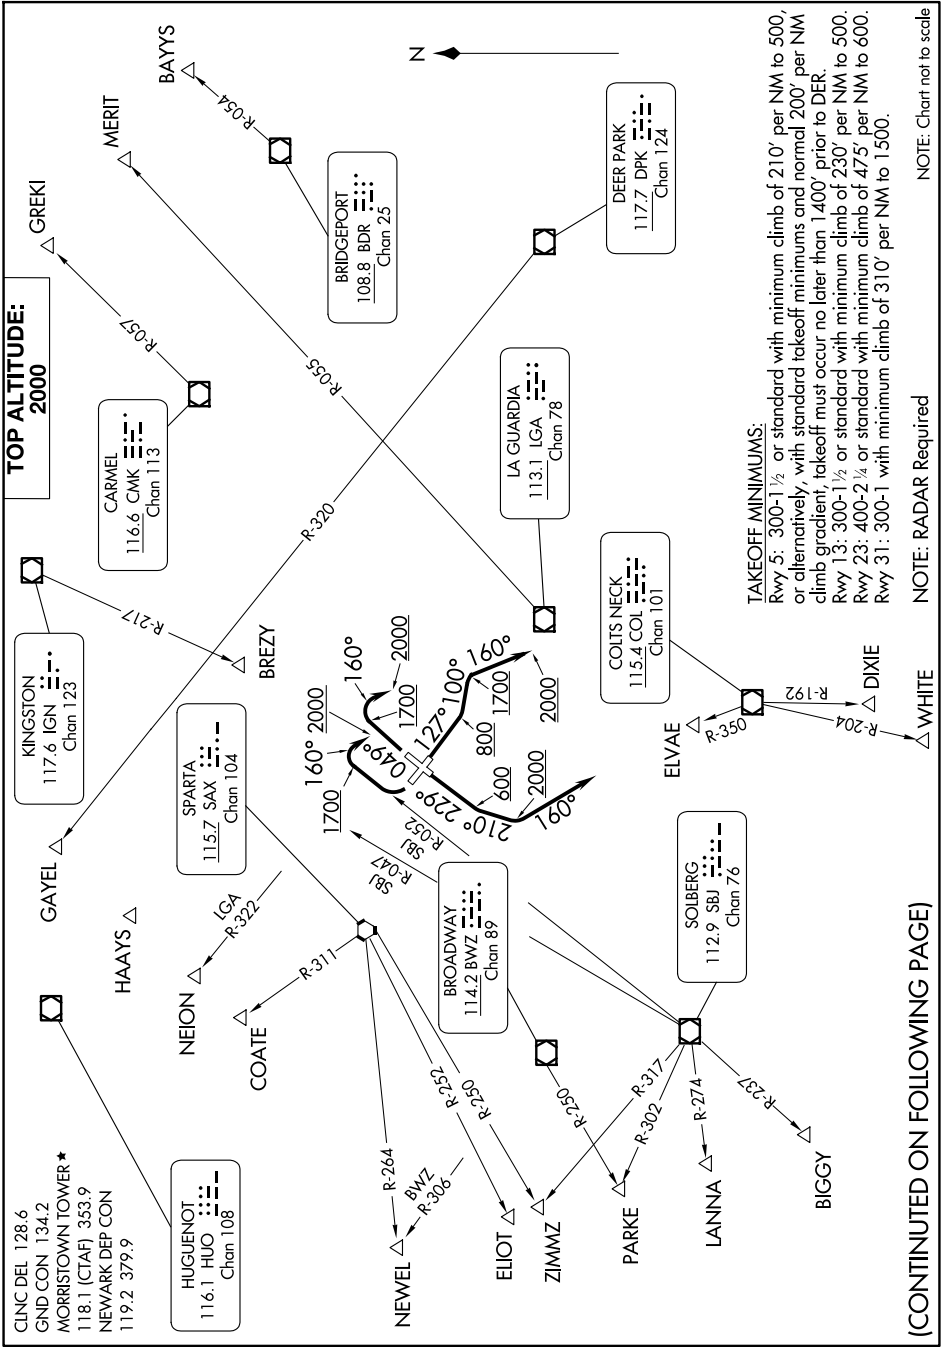 CLNC DEL 128.6
GND CON 134.2
MORRISTOWN TOWER ★
118.1 (CTAF) 353.9
NEWARK DEP CON
119.2 379.9
TOP ALTITUDE:
2000
HUGUENOT
116.1 HUO
Chan 108
KINGSTON
117.6 IGN
Chan 123
CARMEL
116.6 CMK
Chan 113
BRIDGEPORT
108.8 BDR
Chan 25
DEER PARK
117.7 DPK
Chan 124
SPARTA
115.7 SAX
Chan 104
LA GUARDIA
113.1 LGA
Chan 78
BROADWAY
114.2 BWZ
Chan 89
COLTS NECK
115.4 COL
Chan 101
SOLBERG
112.9 SBJ
Chan 76
GAYEL
HAAYS
NEION
COATE
BREZY
GREKI
MERIT
BAYYS
N
NEWEL
ELIOT
ZIMMZ
PARKE
LANNA
BIGGY
ELVAE
DIXIE
WHITE
R-217
R-057
R-055
R-054
R-320
LGA
R-322
R-311
R-264
BWZ
R-306
R-252
R-250
R-250
R-317
R-302
R-274
R-237
SBJ
R-047
SBJ
R-052
R-350
R-192
R-204
160°
2000
1700
049°
160°
2000
1700
127°
100°
160°
800
1700
2000
229°
210°
600
2000
160°
TAKEOFF MINIMUMS:
Rwy 5: 300-1½ or standard with minimum climb of 210' per NM to 500,
or alternatively, with standard takeoff minimums and normal 200' per NM
climb gradient, takeoff must occur no later than 1400' prior to DER.
Rwy 13: 300-1½ or standard with minimum climb of 230' per NM to 500.
Rwy 23: 400-2¼ or standard with minimum climb of 475' per NM to 600.
Rwy 31: 300-1 with minimum climb of 310' per NM to 1500.
NOTE: RADAR Required
NOTE: Chart not to scale
(CONTINUTED ON FOLLOWING PAGE)